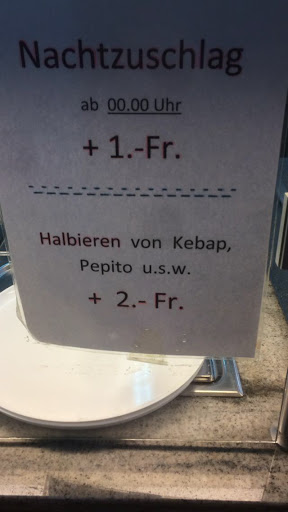 Nachtzuschlag
ab 00.00 Uhr
+ 1.-Fr.
Halbieren von Kebap,
Pepito u.s.w.
+ 2.- Fr.